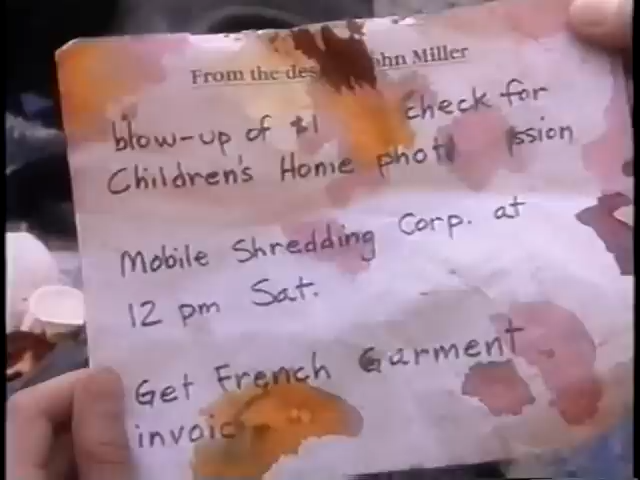 From the des hn Miller
blow-up of $1 check for
Children's Home phot ssion
Mobile Shredding Corp. at
12 pm Sat.
Get French Garment
invoic